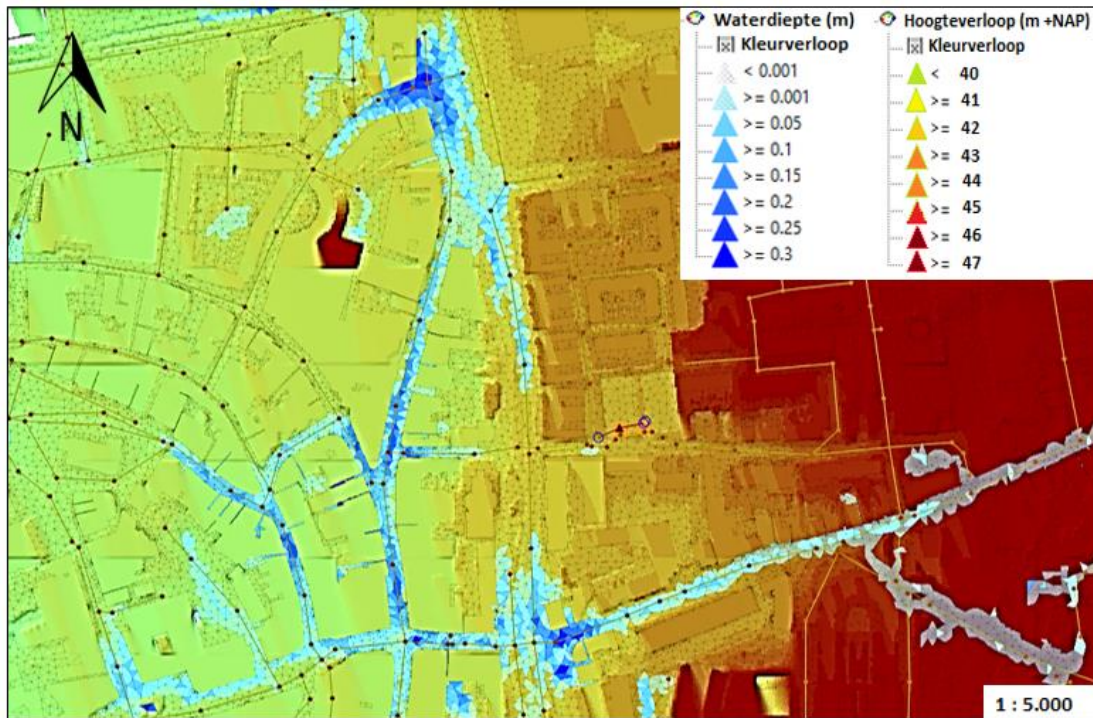 N
Waterdiepte (m)
Kleurverloop
< 0.001
>= 0.001
>= 0.05
>= 0.1
>= 0.15
>= 0.2
>= 0.25
>= 0.3
Hoogteverloop (m +NAP)
Kleurverloop
< 40
>= 41
>= 42
>= 43
>= 44
>= 45
>= 46
>= 47
1 : 5.000